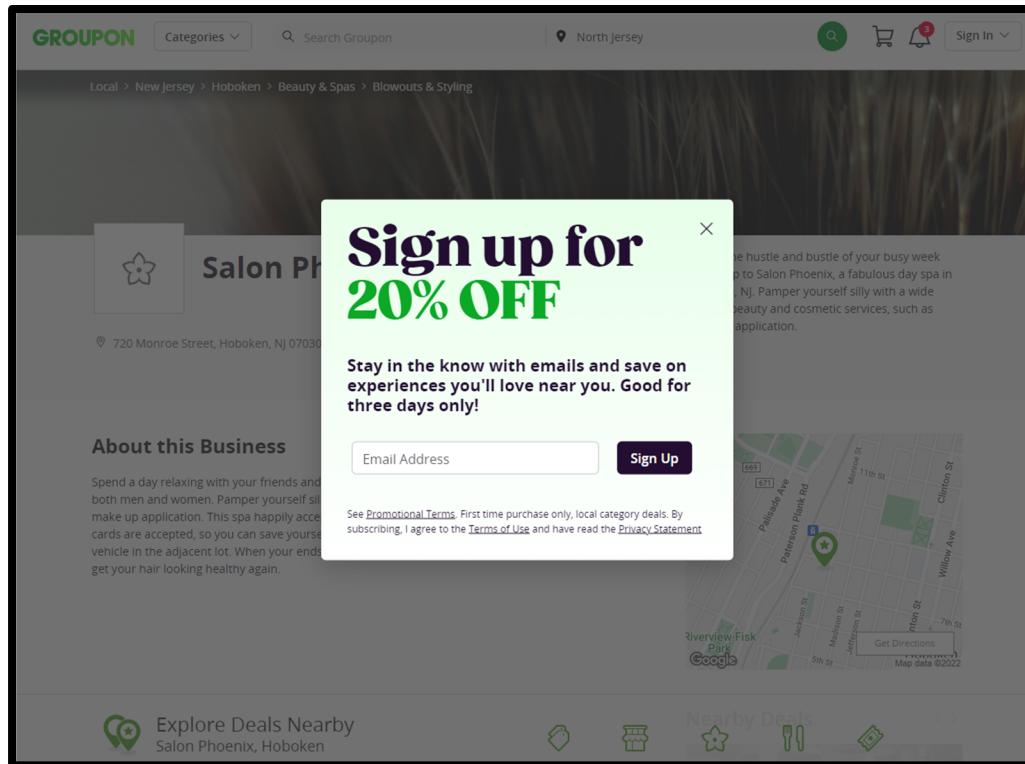 GROUPON
Categories
Search Groupon
North Jersey
3
Sign In
Local > New Jersey > Hoboken > Beauty & Spas > Blowouts & Styling
Sign up for
20% OFF
Stay in the know with emails and save on
experiences you'll love near you. Good for
three days only!
Email Address
Sign Up
See Promotional Terms. First time purchase only, local category deals. By
subscribing, I agree to the Terms of Use and have read the Privacy Statement
Salon Ph
720 Monroe Street, Hoboken, NJ 07030
he hustle and bustle of your busy week
p to Salon Phoenix, a fabulous day spa in
, NJ. Pamper yourself silly with a wide
beauty and cosmetic services, such as
application.
About this Business
Spend a day relaxing with your friends and
both men and women. Pamper yourself sil
make up application. This spa happily acce
cards are accepted, so you can save yourse
vehicle in the adjacent lot. When your ends
get your hair looking healthy again.
669
671
Palisade Ave
Paterson Plank Rd
Monroe St
11th St
Clinton St
Willow Ave
Jackson St
Madison St
Jefferson St
nton St
7th St
5th St
Riverview-Fisk
Park
Google
Get Directions
Map data ©2022
Explore Deals Nearby
Salon Phoenix, Hoboken
Nearby Deals